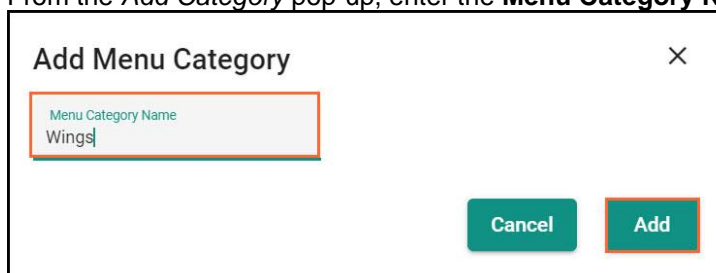 From the Add Category pop-up, enter the Menu Category
Add Menu Category
Menu Category Name
Wings
Cancel Add